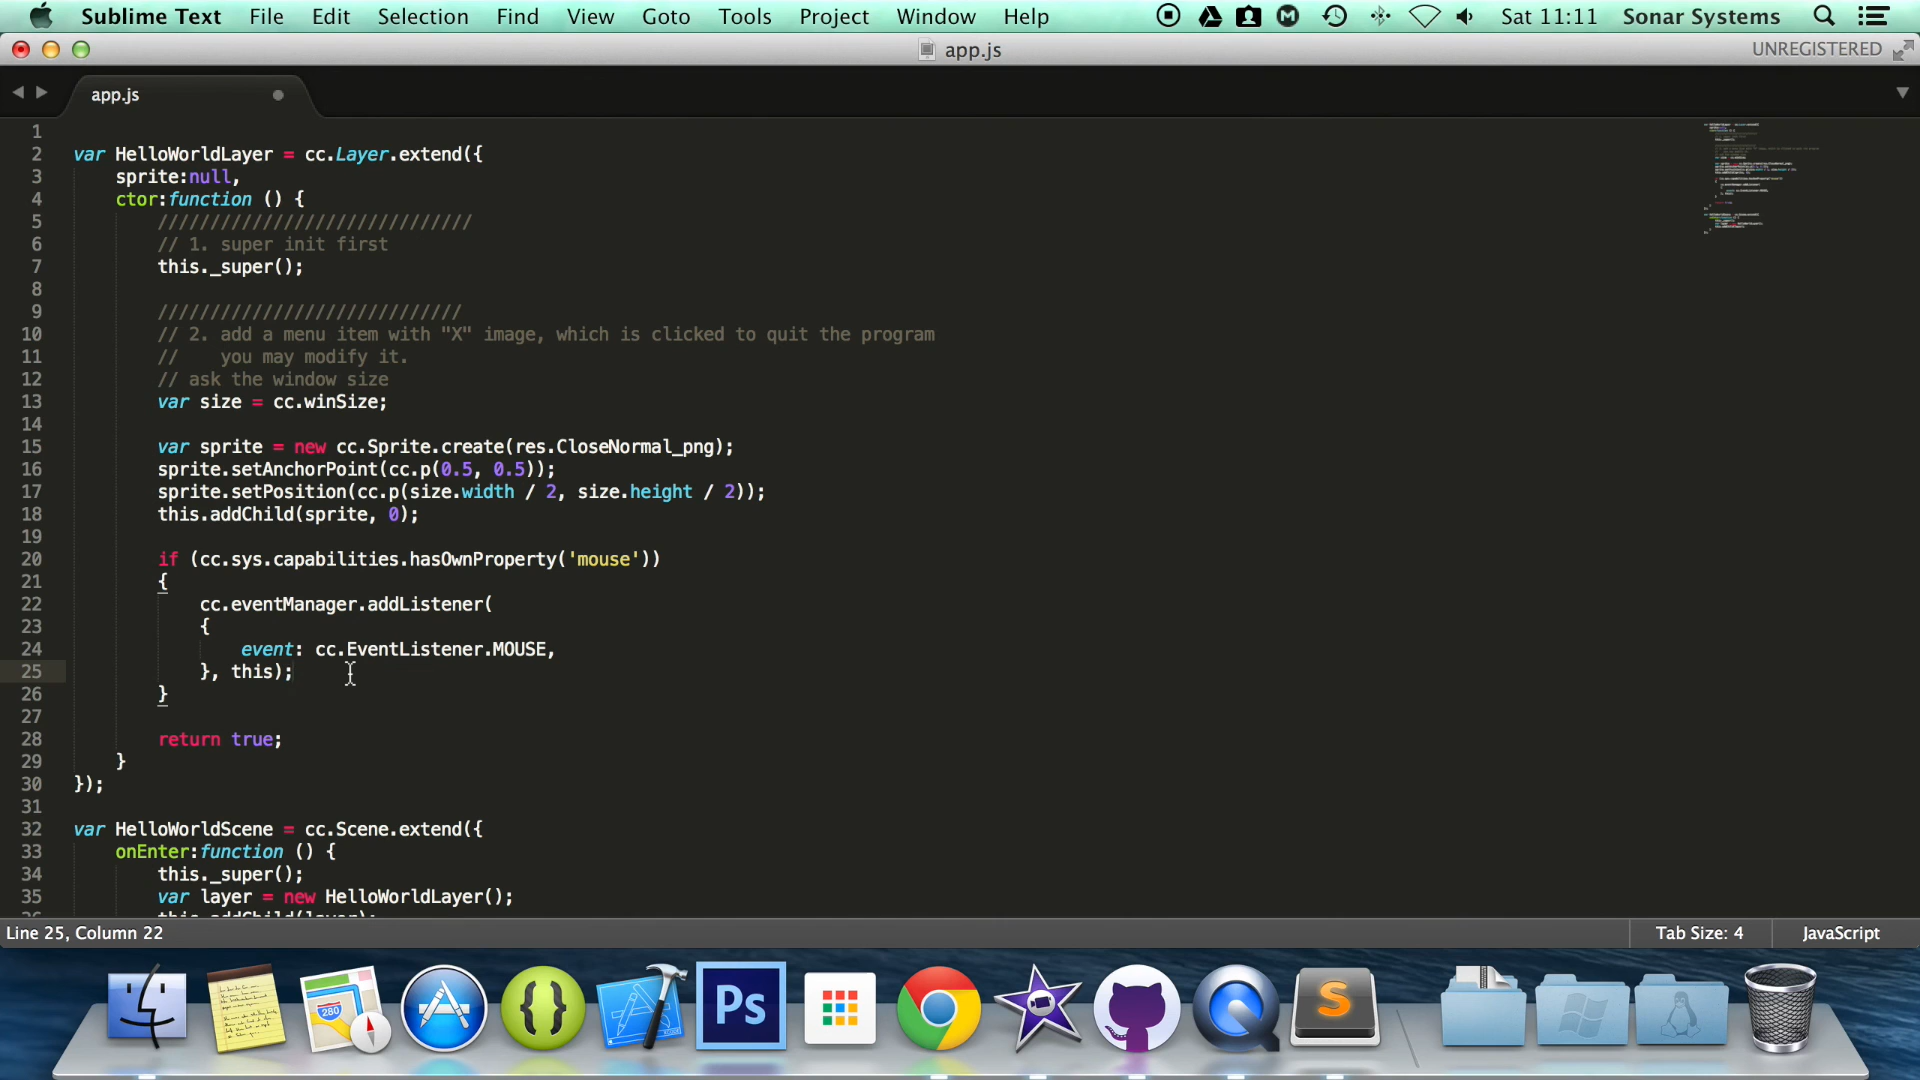 Sublime Text File Edit Selection Find View Goto Tools Project Window Help Sat 11:11 Sonar Systems
app.js UNREGISTERED
app.js
1
2 var HelloWorldLayer = cc.Layer.extend({
3 sprite:null,
4 ctor:function () {
5 //////////////////////////////
6 // 1. super init first
7 this._super();
8
9 /////////////////////////////
10 // 2. add a menu item with "X" image, which is clicked to quit the program
11 // you may modify it.
12 // ask the window size
13 var size = cc.winSize;
14
15 var sprite = new cc.Sprite.create(res.CloseNormal_png);
16 sprite.setAnchorPoint(cc.p(0.5, 0.5));
17 sprite.setPosition(cc.p(size.width / 2, size.height / 2));
18 this.addChild(sprite, 0);
19
20 if (cc.sys.capabilities.hasOwnProperty('mouse'))
21 {
22 cc.eventManager.addListener(
23 {
24 event: cc.EventListener.MOUSE,
25 }, this);
26 }
27
28 return true;
29 }
30 });
31
32 var HelloWorldScene = cc.Scene.extend({
33 onEnter:function () {
34 this._super();
35 var layer = new HelloWorldLayer();
36 this.addChild(layer);
Line 25, Column 22 Tab Size: 4 JavaScript
280
{}
Ps
S